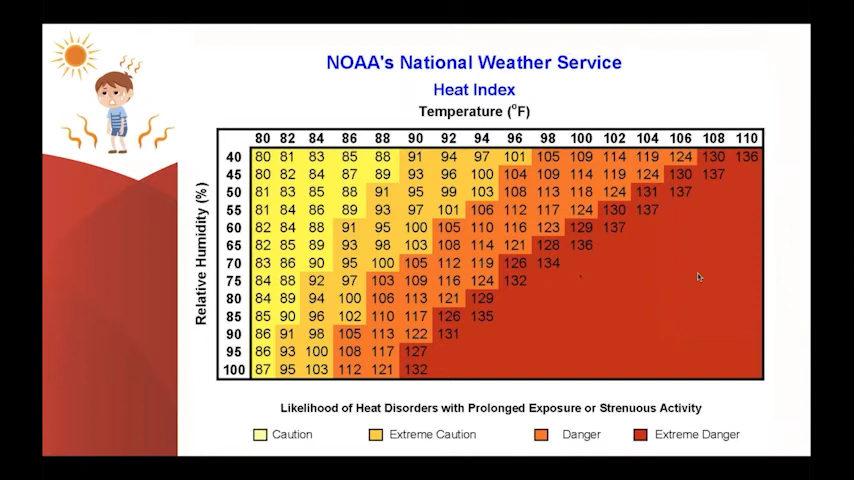 NOAA's National Weather Service
Heat Index
Temperature (°F)
Relative Humidity (%)
80 82 84 86 88 90 92 94 96 98 100 102 104 106 108 110
40 80 81 83 85 88 91 94 97 101 105 109 114 119 124 130 136
45 80 82 84 87 89 93 96 100 104 109 114 119 124 130 137
50 81 83 85 88 91 95 99 103 108 113 118 124 131 137
55 81 84 86 89 93 97 101 106 112 117 124 130 137
60 82 84 88 91 95 100 105 110 116 123 129 137
65 82 85 89 93 98 103 108 114 121 128 136
70 83 86 90 95 100 105 112 119 126 134
75 84 88 92 97 103 109 116 124 132
80 84 89 94 100 106 113 121 129
85 85 90 96 102 110 117 126 135
90 86 91 98 105 113 122 131
95 86 93 100 108 117 127
100 87 95 103 112 121 132
Likelihood of Heat Disorders with Prolonged Exposure or Strenuous Activity
Caution Extreme Caution Danger Extreme Danger